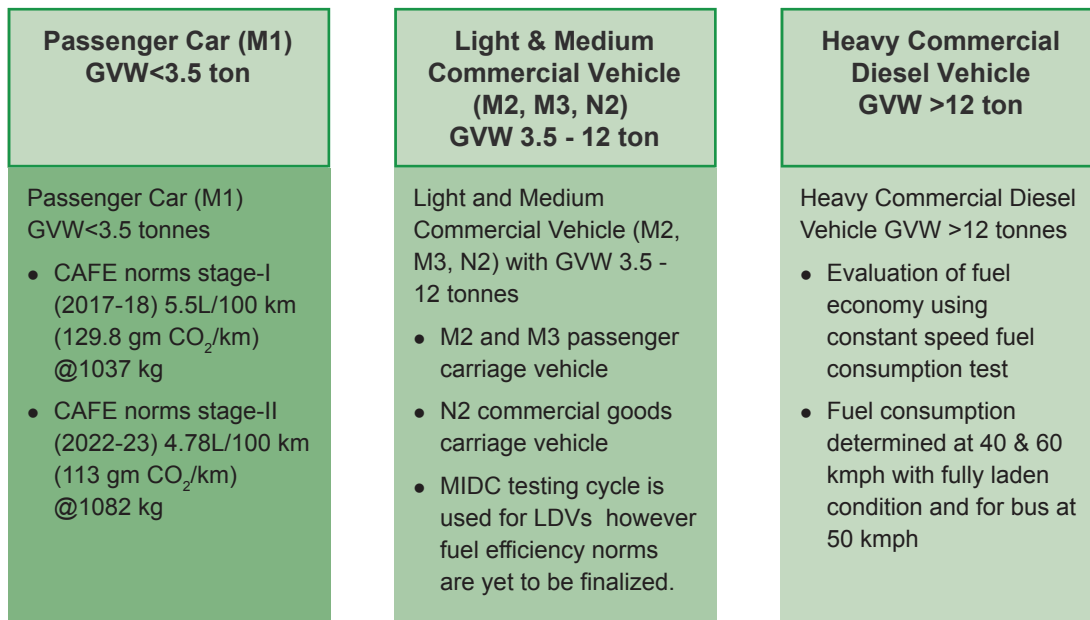 Passenger Car (M1)
GVW<3.5 ton
Passenger Car (M1)
GVW<3.5 tonnes
• CAFE norms stage-I
(2017-18) 5.5L/100 km
(129.8 gm CO₂/km)
@1037 kg
• CAFE norms stage-II
(2022-23) 4.78L/100 km
(113 gm CO₂/km)
@1082 kg
Light & Medium
Commercial Vehicle
(M2, M3, N2)
GVW 3.5 - 12 ton
Light and Medium
Commercial Vehicle (M2,
M3, N2) with GVW 3.5 -
12 tonnes
• M2 and M3 passenger
carriage vehicle
• N2 commercial goods
carriage vehicle
• MIDC testing cycle is
used for LDVs however
fuel efficiency norms
are yet to be finalized.
Heavy Commercial
Diesel Vehicle
GVW >12 ton
Heavy Commercial Diesel
Vehicle GVW >12 tonnes
• Evaluation of fuel
economy using
constant speed fuel
consumption test
• Fuel consumption
determined at 40 & 60
kmph with fully laden
condition and for bus at
50 kmph